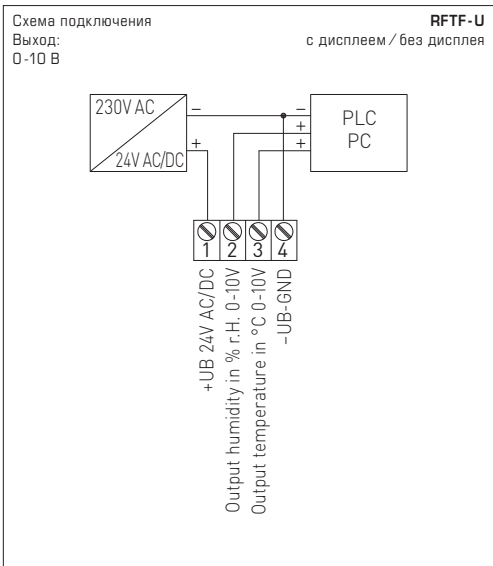 Схема подключения
RFTF-U
Выход:
с дисплеем / без дисплея
0-10 В
230V AC
24V AC/DC
–
+
–
+
+
PLC
PC
1 2 3 4
+UB 24V AC/DC
Output humidity in % r.H. 0-10V
Output temperature in °C 0-10V
–UB-GND